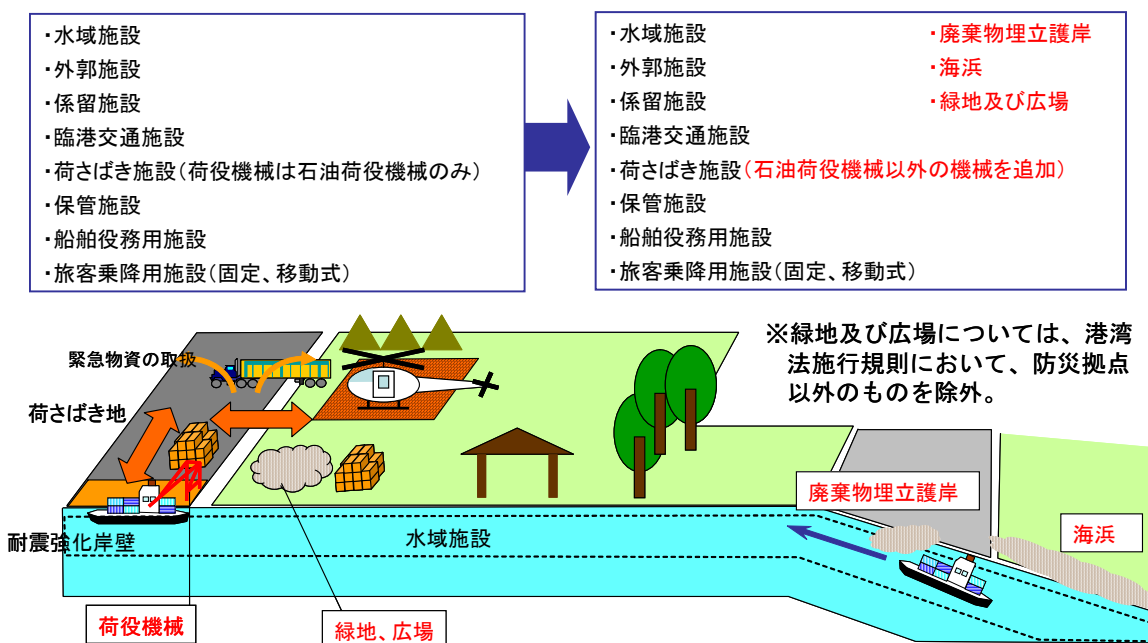 ・水域施設
・外郭施設
・係留施設
・臨港交通施設
・荷さばき施設(荷役機械は石油荷役機械のみ)
・保管施設
・船舶役務用施設
・旅客乗降用施設(固定、移動式)
・水域施設
・外郭施設
・係留施設
・臨港交通施設
・荷さばき施設(石油荷役機械以外の機械を追加)
・保管施設
・船舶役務用施設
・旅客乗降用施設(固定、移動式)
・廃棄物埋立護岸
・海浜
・緑地及び広場
※緑地及び広場については、港湾
法施行規則において、防災拠点
以外のものを除外。
緊急物資の取扱
荷さばき地
廃棄物埋立護岸
海浜
耐震強化岸壁
水域施設
荷役機械
緑地、広場